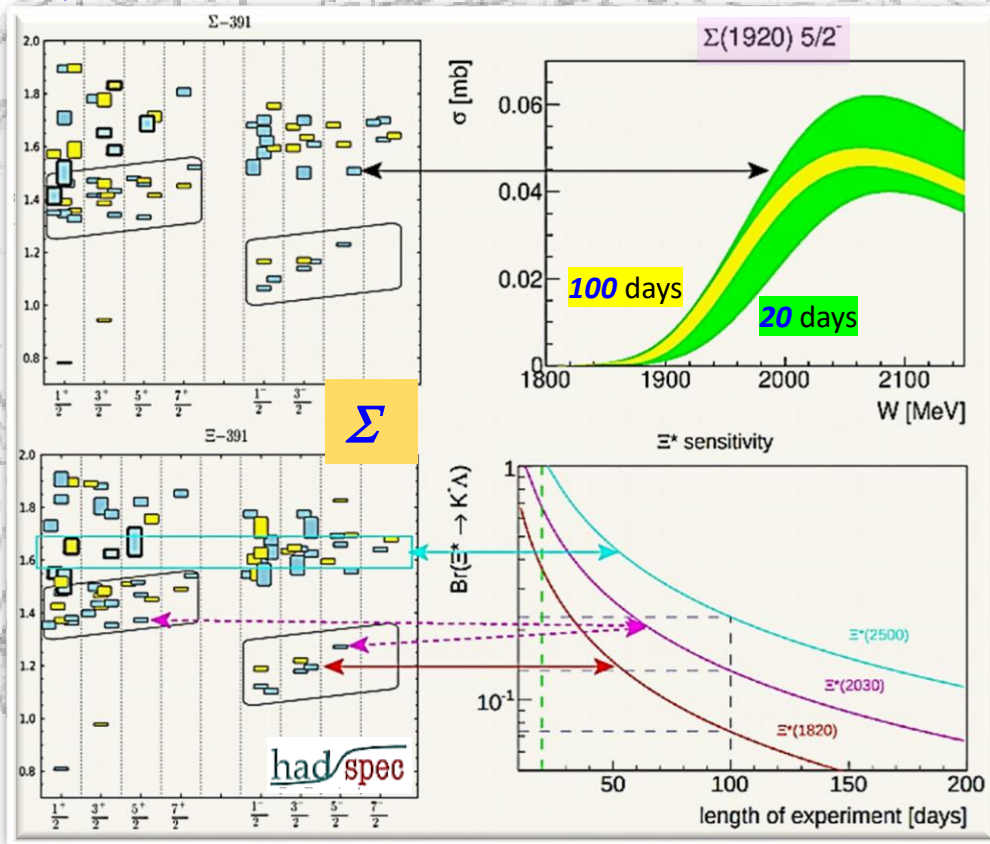 Σ-391
2.0
1.8
1.6
1.4
1.2
1.0
0.8
1/2⁺ 3/2⁺ 5/2⁺ 7/2⁺ 1/2⁻ 3/2⁻
Σ(1920) 5/2⁻
σ [mb]
0.06
0.04
0.02
0
100 days
20 days
1800 1900 2000 2100
W [MeV]
Σ
Ξ-391
2.0
1.8
1.6
1.4
1.2
1.0
0.8
1/2⁺ 3/2⁺ 5/2⁺ 7/2⁺ 1/2⁻ 3/2⁻ 5/2⁻ 7/2⁻
had spec
Ξ* sensitivity
Br(Ξ* → K̄Λ)
1
10⁻¹
Ξ*(2500)
Ξ*(2030)
Ξ*(1820)
50 100 150 200
length of experiment [days]